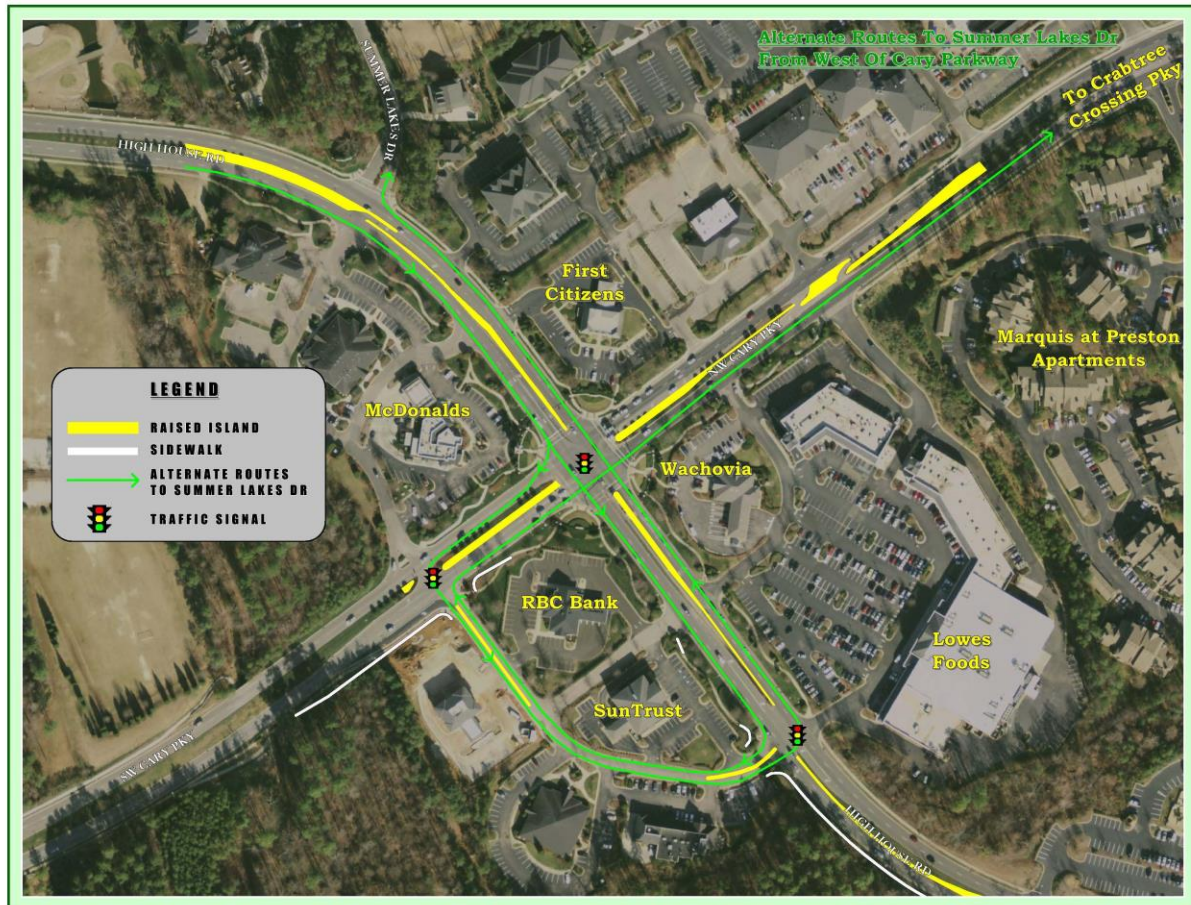 Alternate Routes To Summer Lakes Dr
From West Of Cary Parkway
To Crabtree
Crossing Pky
SUMMER LAKES DR
HIGH HOUSE RD
First
Citizens
NW CARY PKY
Marquis at Preston
Apartments
McDonalds
Wachovia
LEGEND
RAISED ISLAND
SIDEWALK
ALTERNATE ROUTES
TO SUMMER LAKES DR
TRAFFIC SIGNAL
RBC Bank
Lowes
Foods
SunTrust
SW CARY PKY
HIGH HOUSE RD